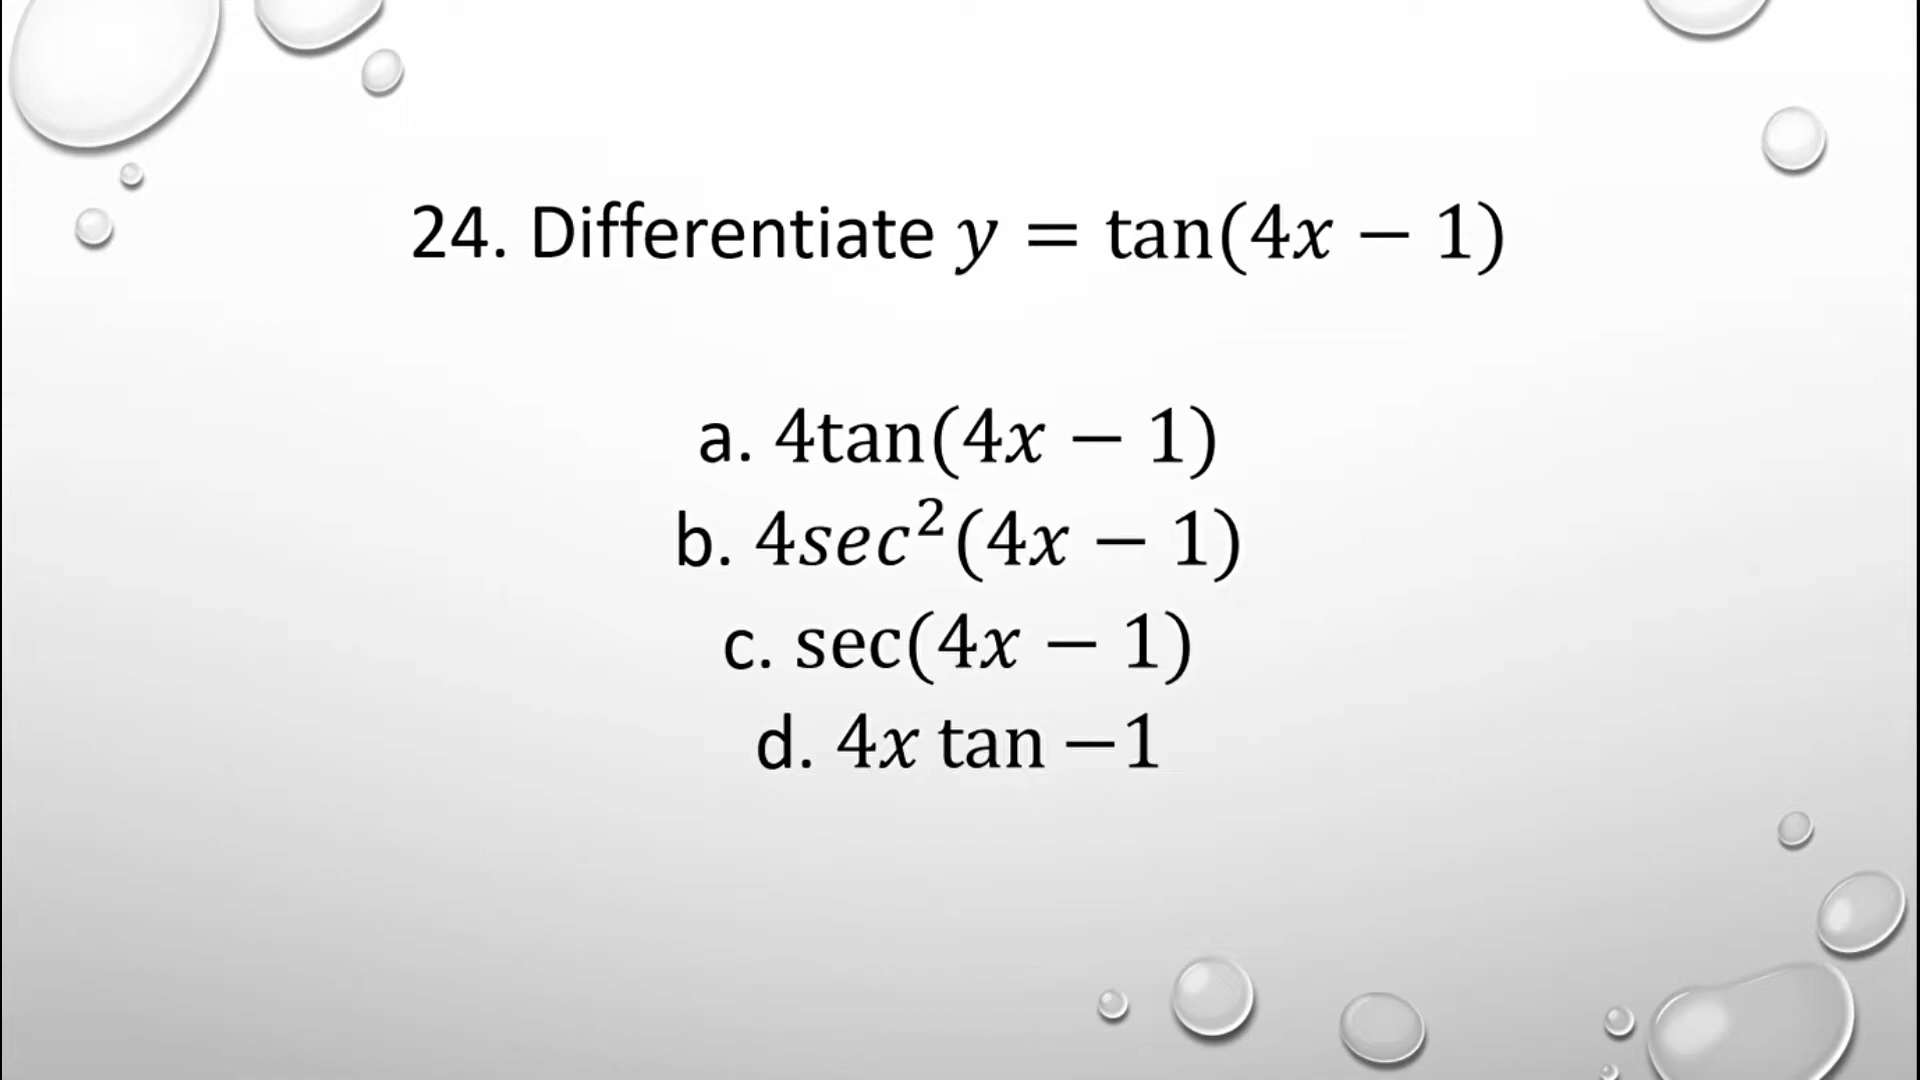 24. Differentiate y = tan(4x − 1)
a. 4tan(4x − 1)
b. 4sec²(4x − 1)
c. sec(4x − 1)
d. 4x tan −1